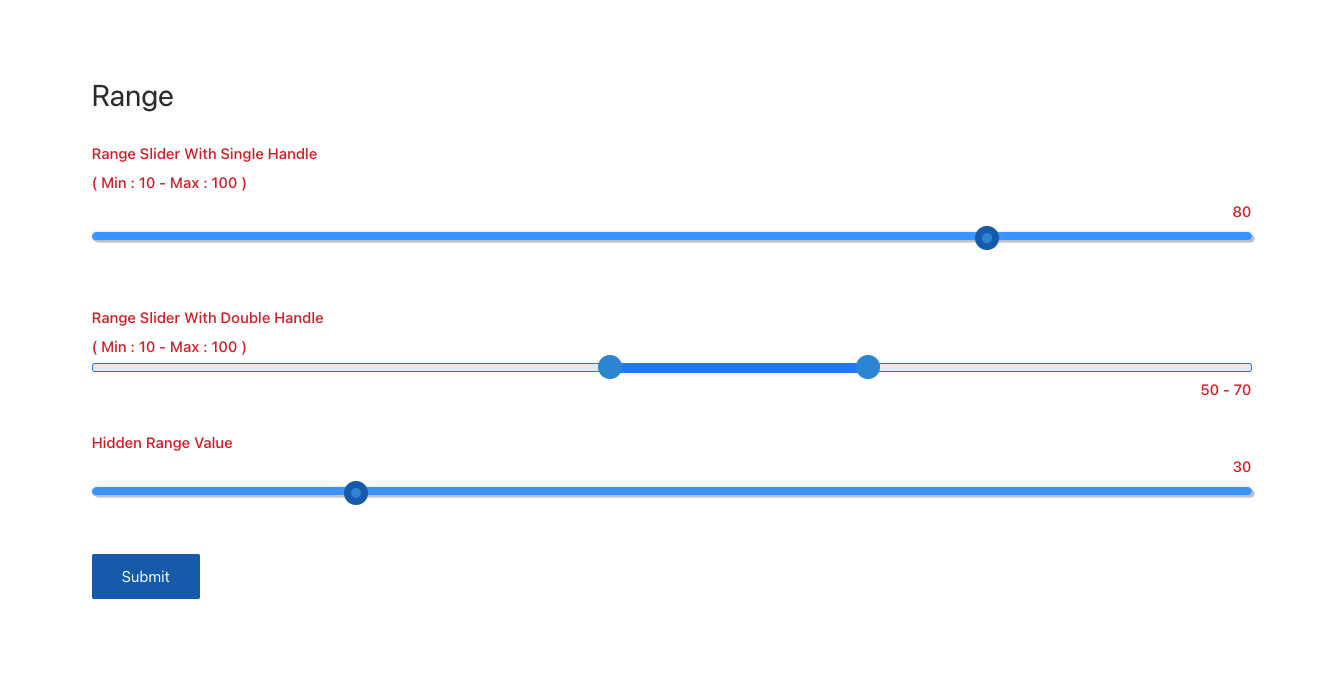 Range
Range Slider With Single Handle
( Min : 10 - Max : 100 )
80
Range Slider With Double Handle
( Min : 10 - Max : 100 )
50 - 70
Hidden Range Value
30
Submit